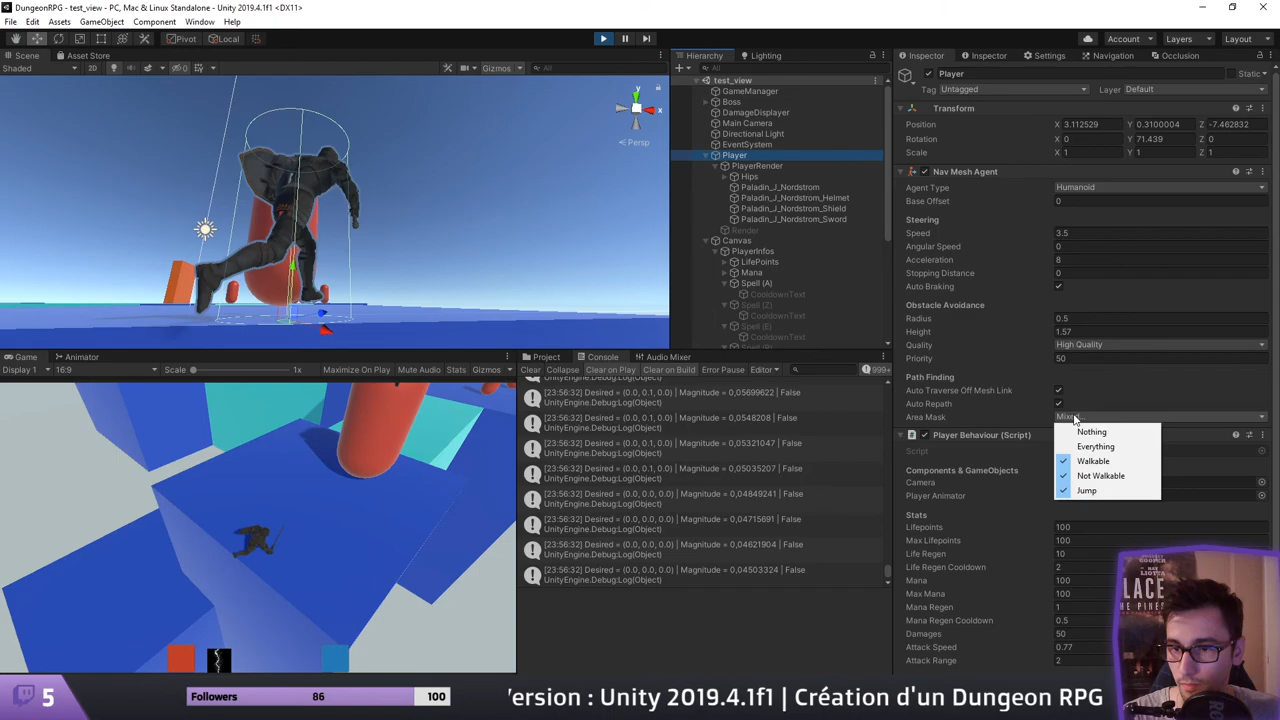 DungeonRPG - test_view - PC, Mac & Linux Standalone - Unity 2019.4.1f1 <DX11>
File Edit Assets GameObject Component Window Help
Pivot Local Account Layers Layout
Scene Asset Store
Shaded 2D 0 Gizmos All
y
x
Persp
Hierarchy Lighting
All
test_view
GameManager
Boss
DamageDisplayer
Main Camera
Directional Light
EventSystem
Player
PlayerRender
Hips
Paladin_J_Nordstrom
Paladin_J_Nordstrom_Helmet
Paladin_J_Nordstrom_Shield
Paladin_J_Nordstrom_Sword
Render
Canvas
PlayerInfos
LifePoints
Mana
Spell (A)
CooldownText
Spell (Z)
CooldownText
Spell (E)
CooldownText
Game Animator
Display 1 16:9 Scale 1x Maximize On Play Mute Audio Stats Gizmos
Project Console Audio Mixer
Clear Collapse Clear on Play Clear on Build Error Pause Editor 999+
UnityEngine.Debug:Log(Object)
[23:56:32] Desired = (0.0, 0.1, 0.0) | Magnitude = 0,05699622 | False
UnityEngine.Debug:Log(Object)
[23:56:32] Desired = (0.0, 0.1, 0.0) | Magnitude = 0,0548208 | False
UnityEngine.Debug:Log(Object)
[23:56:32] Desired = (0.0, 0.1, 0.0) | Magnitude = 0,05321047 | False
UnityEngine.Debug:Log(Object)
[23:56:32] Desired = (0.0, 0.1, 0.0) | Magnitude = 0,05035207 | False
UnityEngine.Debug:Log(Object)
[23:56:32] Desired = (0.0, 0.0, 0.0) | Magnitude = 0,04849241 | False
UnityEngine.Debug:Log(Object)
[23:56:32] Desired = (0.0, 0.0, 0.0) | Magnitude = 0,04715691 | False
UnityEngine.Debug:Log(Object)
[23:56:32] Desired = (0.0, 0.0, 0.0) | Magnitude = 0,04621904 | False
UnityEngine.Debug:Log(Object)
[23:56:32] Desired = (0.0, 0.0, 0.0) | Magnitude = 0,04503324 | False
UnityEngine.Debug:Log(Object)
Inspector Inspector Settings Navigation Occlusion
Player Static
Tag Untagged Layer Default
Transform
Position X 3.112529 Y 0.3100004 Z -7.462832
Rotation X 0 Y 71.439 Z 0
Scale X 1 Y 1 Z 1
Nav Mesh Agent
Agent Type Humanoid
Base Offset 0
Steering
Speed 3.5
Angular Speed 0
Acceleration 8
Stopping Distance 0
Auto Braking
Obstacle Avoidance
Radius 0.5
Height 1.57
Quality High Quality
Priority 50
Path Finding
Auto Traverse Off Mesh Link
Auto Repath
Area Mask Mixed...
Nothing
Everything
Walkable
Not Walkable
Jump
Player Behaviour (Script)
Script
Components & GameObjects
Camera
Player Animator
Stats
Lifepoints 100
Max Lifepoints 100
Life Regen 10
Life Regen Cooldown 2
Mana 100
Max Mana 100
Mana Regen 1
Mana Regen Cooldown 0.5
Damages 50
Attack Speed 0.77
Attack Range 2
COOPER
LIOTTA
LACE
THE PINES
5 Followers 86 100 Version : Unity 2019.4.1f1 | Création d'un Dungeon RPG